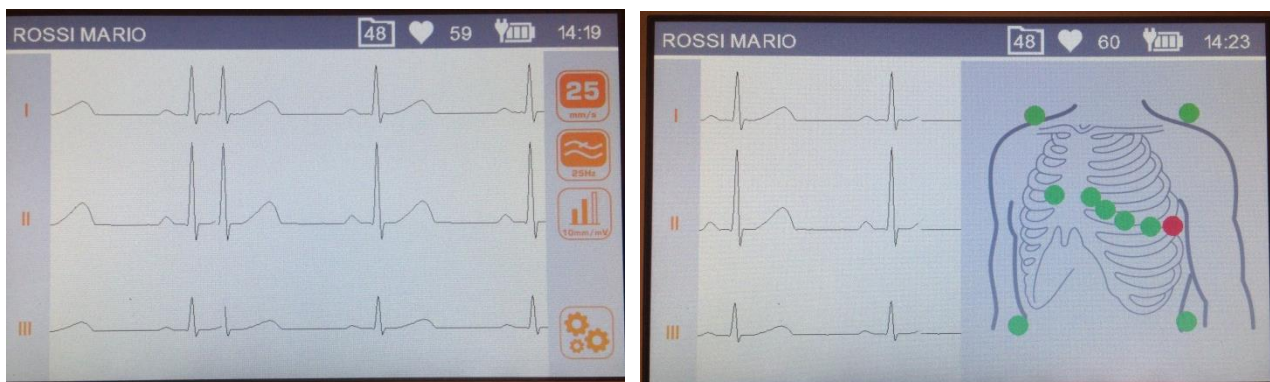 ROSSI MARIO 48 59 14:19
I
25
mm/s
25Hz
II
10mm/mV
III
ROSSI MARIO 48 60 14:23
I
II
III